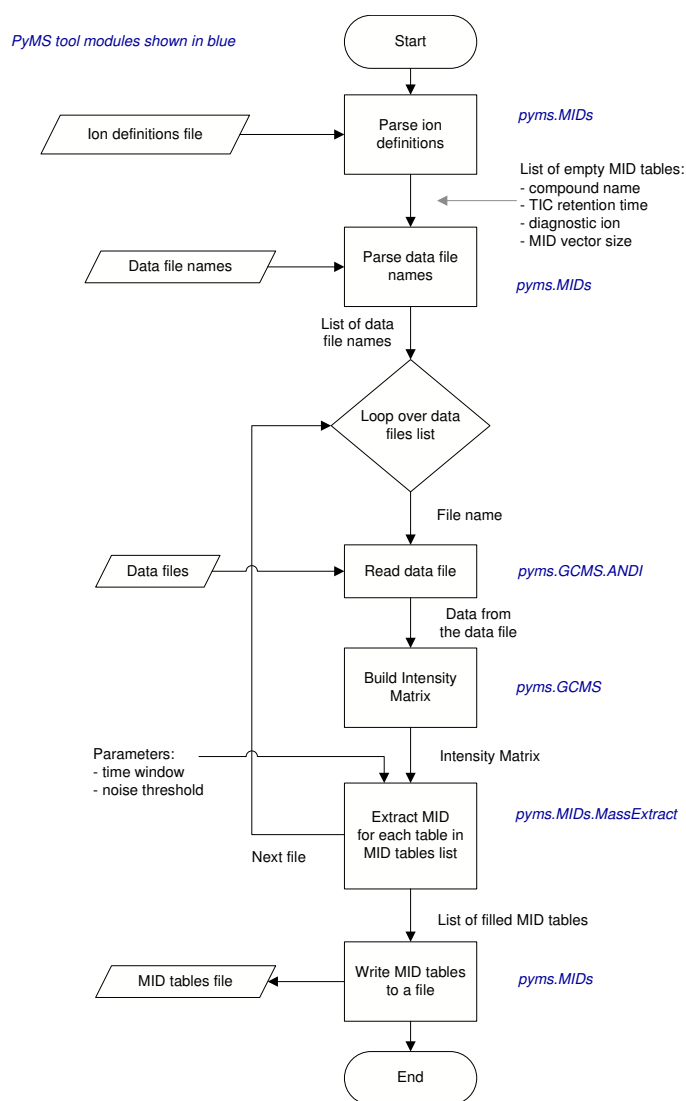 PyMS tool modules shown in blue
Start
Ion definitions file
Parse ion
definitions
pyms.MIDs
List of empty MID tables:
- compound name
- TIC retention time
- diagnostic ion
- MID vector size
Data file names
Parse data file
names
pyms.MIDs
List of data
file names
Loop over data
files list
File name
Data files
Read data file
pyms.GCMS.ANDI
Data from
the data file
Build Intensity
Matrix
pyms.GCMS
Parameters:
- time window
- noise threshold
Intensity Matrix
Extract MID
for each table in
MID tables list
pyms.MIDs.MassExtract
Next file
List of filled MID tables
MID tables file
Write MID tables
to a file
pyms.MIDs
End